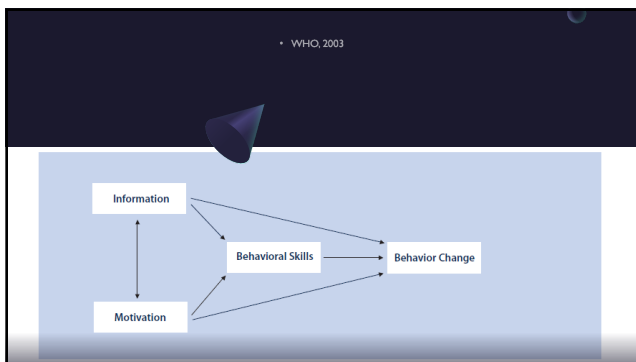 • WHO, 2003
Information
Behavioral Skills
Behavior Change
Motivation